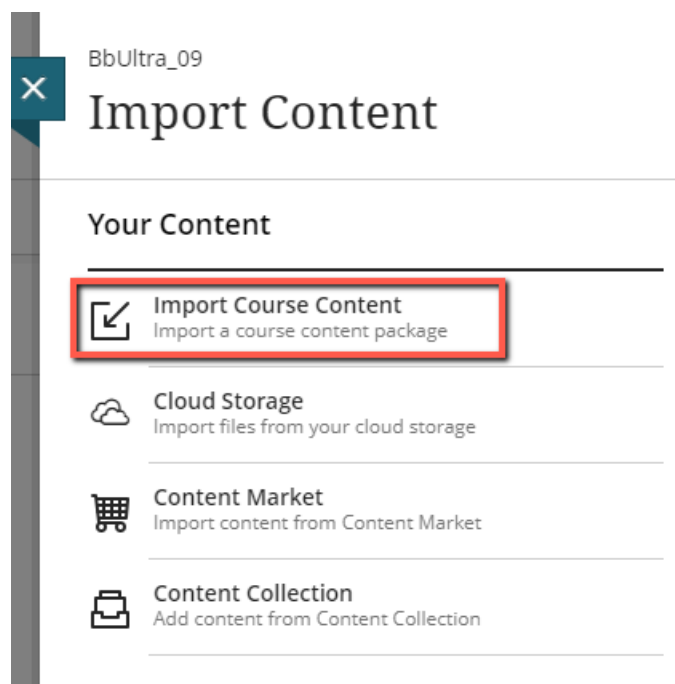 BbUltra_09
Import Content
Your Content
Import Course Content
Import a course content package
Cloud Storage
Import files from your cloud storage
Content Market
Import content from Content Market
Content Collection
Add content from Content Collection